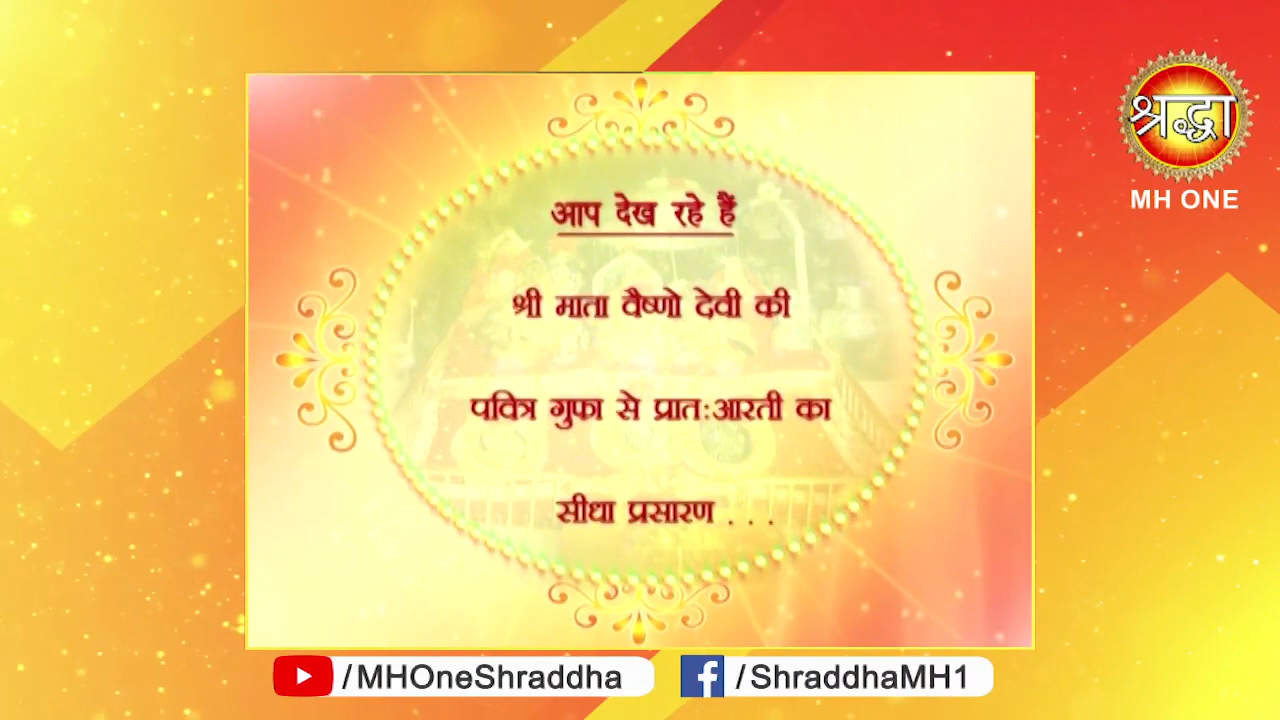 आप देख रहे हैं
श्री माता वैष्णो देवी की
पवित्र गुफा से प्रातःआरती का
सीधा प्रसारण . . .
श्रद्धा
MH ONE
/MHOneShraddha
/ShraddhaMH1